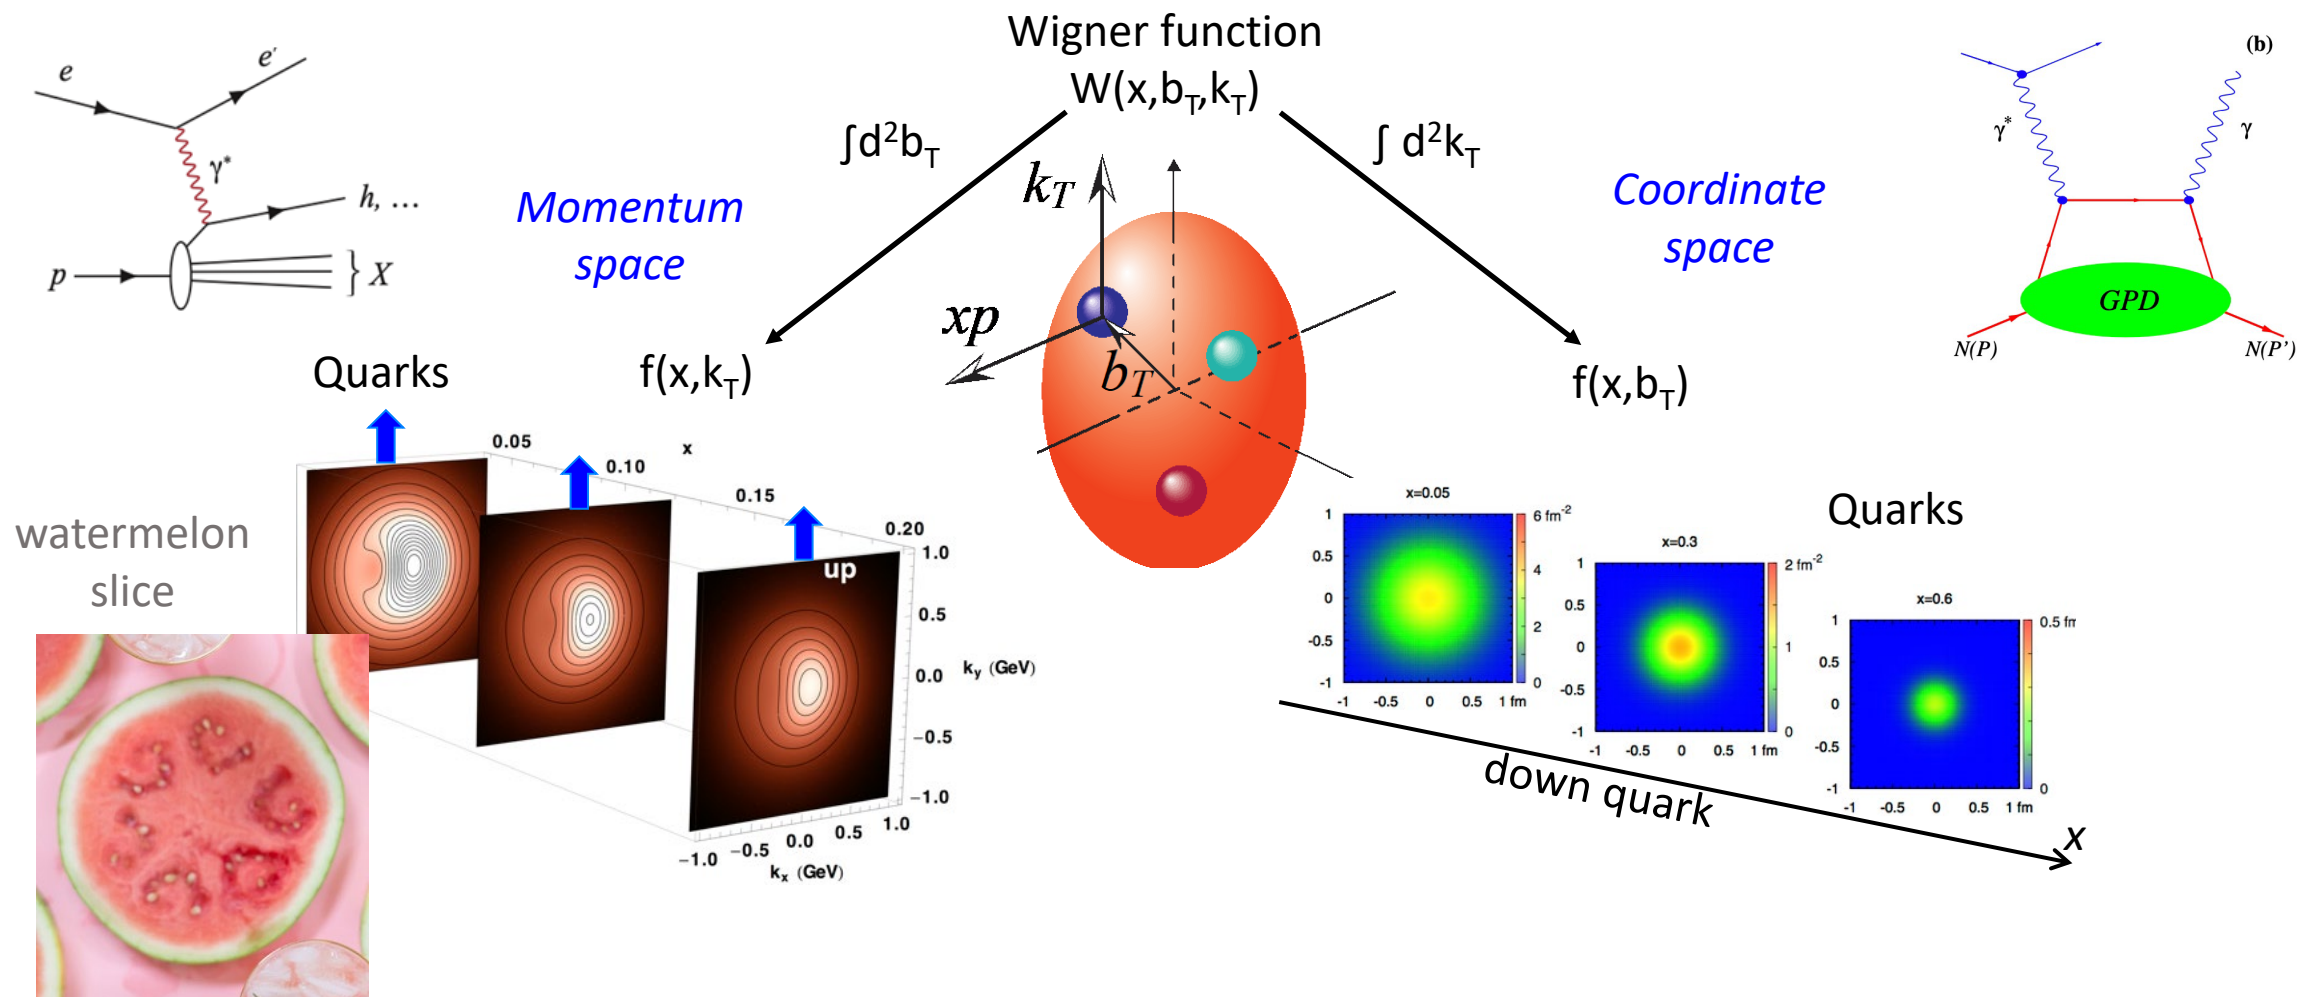 Wigner function
W(x,b_T,k_T)
∫d²b_T
∫ d²k_T
Momentum
space
Coordinate
space
e
e'
γ*
h, ...
p
} X
k_T
xp
b_T
(b)
γ*
γ
GPD
N(P)
N(P')
Quarks
f(x,k_T)
f(x,b_T)
watermelon
slice
0.05
x
0.10
0.15
0.20
up
1.0
0.5
0.0
k_y (GeV)
−0.5
−1.0
−1.0 −0.5 0.0 0.5 1.0
k_x (GeV)
Quarks
x=0.05
1
0.5
0
-0.5
-1
-1 -0.5 0 0.5 1 fm
6 fm⁻²
4
2
0
x=0.3
1
0.5
0
-0.5
-1
-1 -0.5 0 0.5 1 fm
2 fm⁻²
1
0
x=0.6
1
0.5
0
-0.5
-1
-1 -0.5 0 0.5 1 fm
0.5 fm
0
down quark
x